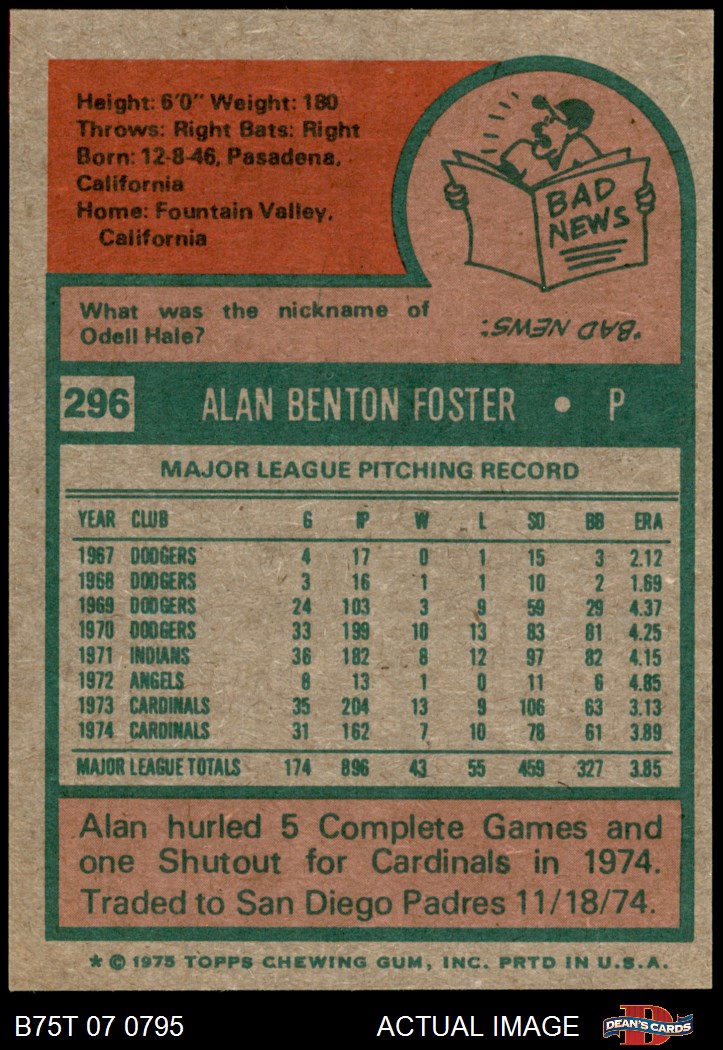 Height: 6'0" Weight: 180
Throws: Right Bats: Right
Born: 12-8-46, Pasadena,
California
Home: Fountain Valley,
California
BAD
NEWS
What was the nickname of
Odell Hale?
"BAD NEWS."
296 ALAN BENTON FOSTER • P
MAJOR LEAGUE PITCHING RECORD
YEAR CLUB G IP W L SO BB ERA
1967 DODGERS 4 17 0 1 15 3 2.12
1968 DODGERS 3 16 1 1 10 2 1.69
1969 DODGERS 24 103 3 9 59 29 4.37
1970 DODGERS 33 199 10 13 83 81 4.25
1971 INDIANS 36 182 8 12 97 82 4.15
1972 ANGELS 8 13 1 0 11 6 4.85
1973 CARDINALS 35 204 13 9 106 63 3.13
1974 CARDINALS 31 162 7 10 78 61 3.89
MAJOR LEAGUE TOTALS 174 896 43 55 459 327 3.85
Alan hurled 5 Complete Games and
one Shutout for Cardinals in 1974.
Traded to San Diego Padres 11/18/74.
* © 1975 TOPPS CHEWING GUM, INC. PRTD IN U.S.A.
B75T 07 0795 ACTUAL IMAGE D DEAN'S CARDS